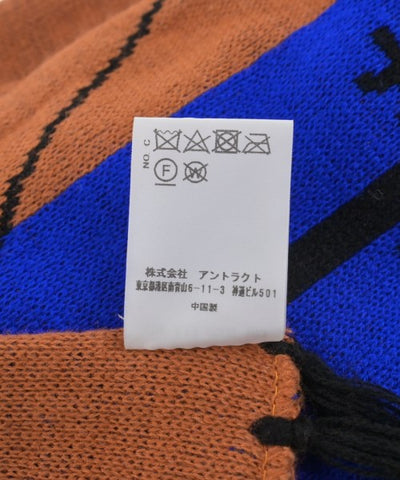 NO. C
F
W
株式会社 アントラクト
東京都港区南青山6-11-3 神通ビル501
中国製